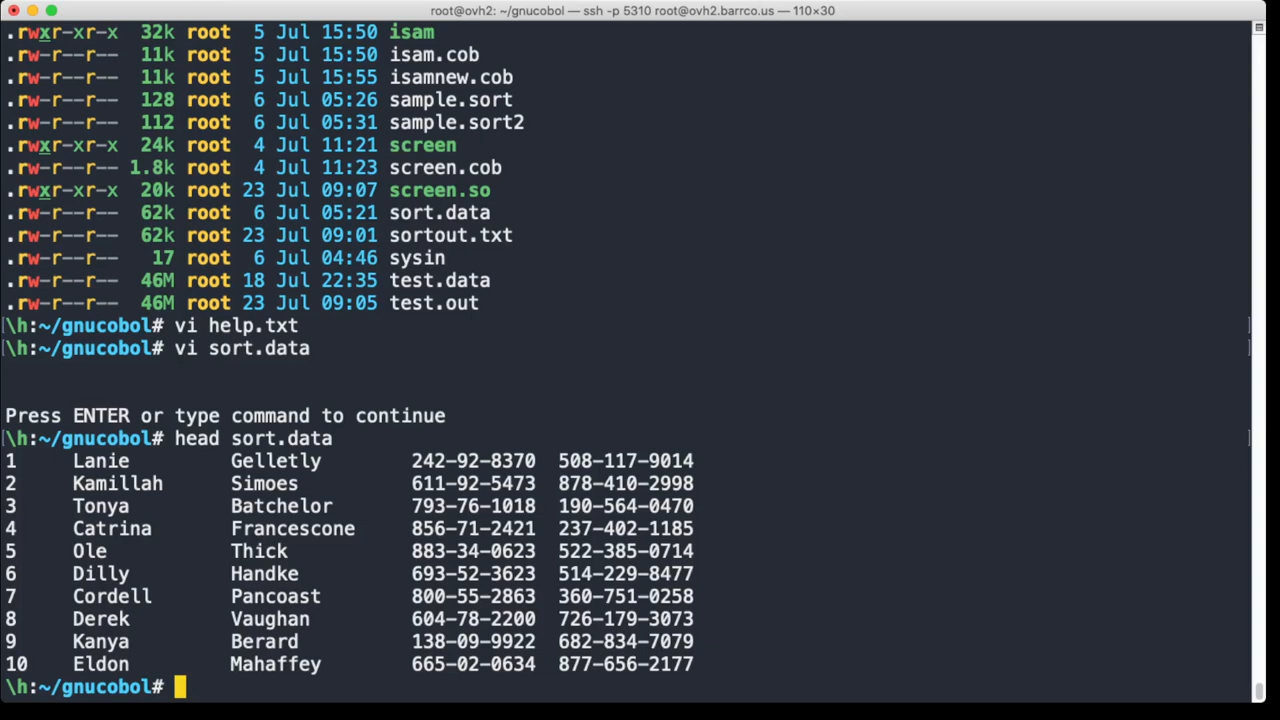 root@ovh2: ~/gnucobol — ssh -p 5310 root@ovh2.barrco.us — 110×30
.rwxr-xr-x  32k root  5 Jul 15:50 isam
.rw-r--r--  11k root  5 Jul 15:50 isam.cob
.rw-r--r--  11k root  5 Jul 15:55 isamnew.cob
.rw-r--r--  128 root  6 Jul 05:26 sample.sort
.rw-r--r--  112 root  6 Jul 05:31 sample.sort2
.rwxr-xr-x  24k root  4 Jul 11:21 screen
.rw-r--r-- 1.8k root  4 Jul 11:23 screen.cob
.rwxr-xr-x  20k root 23 Jul 09:07 screen.so
.rw-r--r--  62k root  6 Jul 05:21 sort.data
.rw-r--r--  62k root 23 Jul 09:01 sortout.txt
.rw-r--r--   17 root  6 Jul 04:46 sysin
.rw-r--r--  46M root 18 Jul 22:35 test.data
.rw-r--r--  46M root 23 Jul 09:05 test.out
[\h:~/gnucobol# vi help.txt ]
[\h:~/gnucobol# vi sort.data ]
Press ENTER or type command to continue
[\h:~/gnucobol# head sort.data ]
1     Lanie         Gelletly        242-92-8370  508-117-9014
2     Kamillah      Simoes          611-92-5473  878-410-2998
3     Tonya         Batchelor       793-76-1018  190-564-0470
4     Catrina       Francescone     856-71-2421  237-402-1185
5     Ole           Thick           883-34-0623  522-385-0714
6     Dilly         Handke          693-52-3623  514-229-8477
7     Cordell       Pancoast        800-55-2863  360-751-0258
8     Derek         Vaughan         604-78-2200  726-179-3073
9     Kanya         Berard          138-09-9922  682-834-7079
10    Eldon         Mahaffey        665-02-0634  877-656-2177
\h:~/gnucobol#